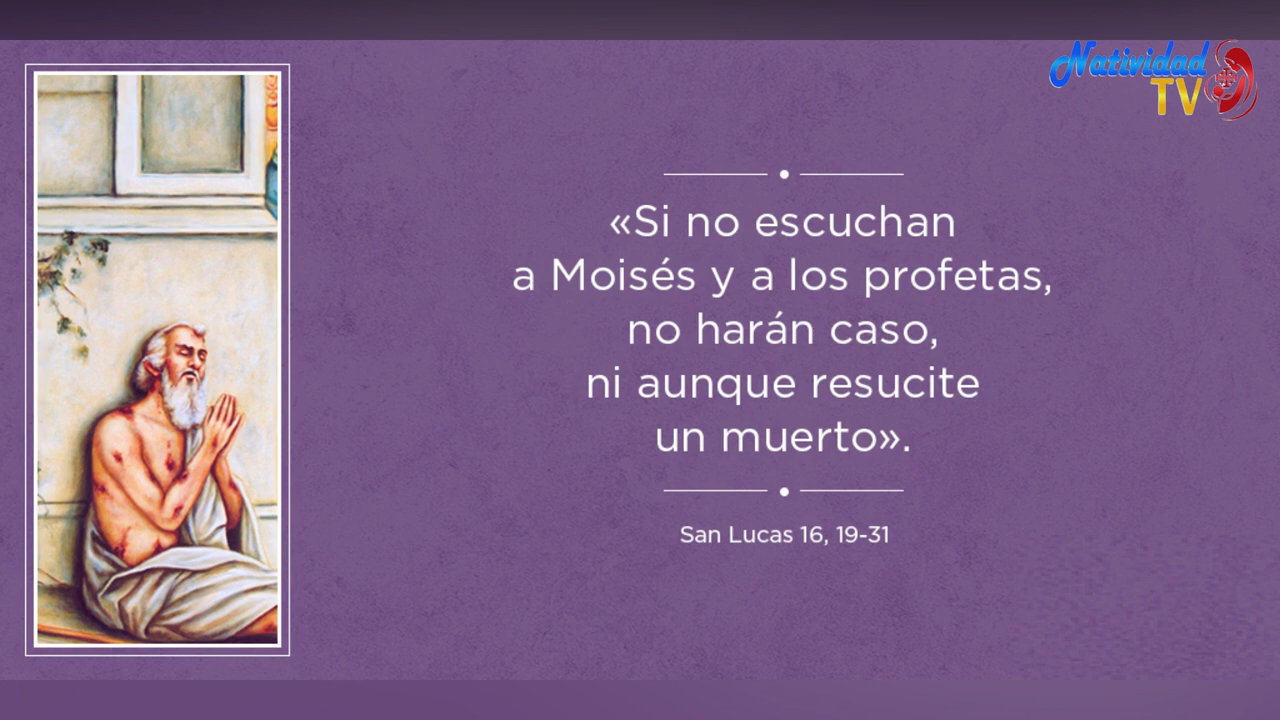 Natividad
TV
«Si no escuchan
a Moisés y a los profetas,
no harán caso,
ni aunque resucite
un muerto».
San Lucas 16, 19-31